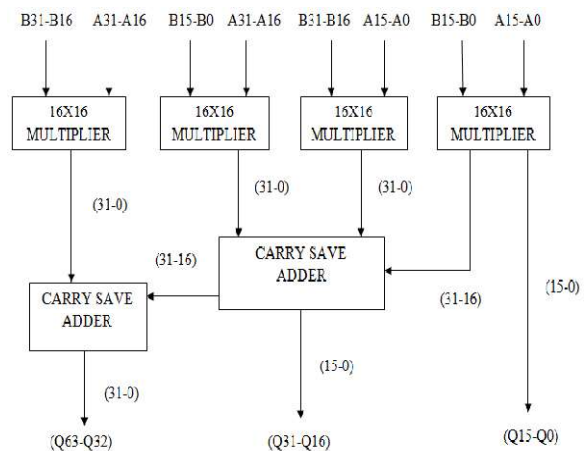 B31-B16 A31-A16 B15-B0 A31-A16 B31-B16 A15-A0 B15-B0 A15-A0
16X16 MULTIPLIER
16X16 MULTIPLIER
16X16 MULTIPLIER
16X16 MULTIPLIER
(31-0)
(31-0)
(31-0)
CARRY SAVE
ADDER
(31-16)
CARRY SAVE
ADDER
(31-16)
(15-0)
(15-0)
(31-0)
(Q63-Q32)
(Q31-Q16)
(Q15-Q0)